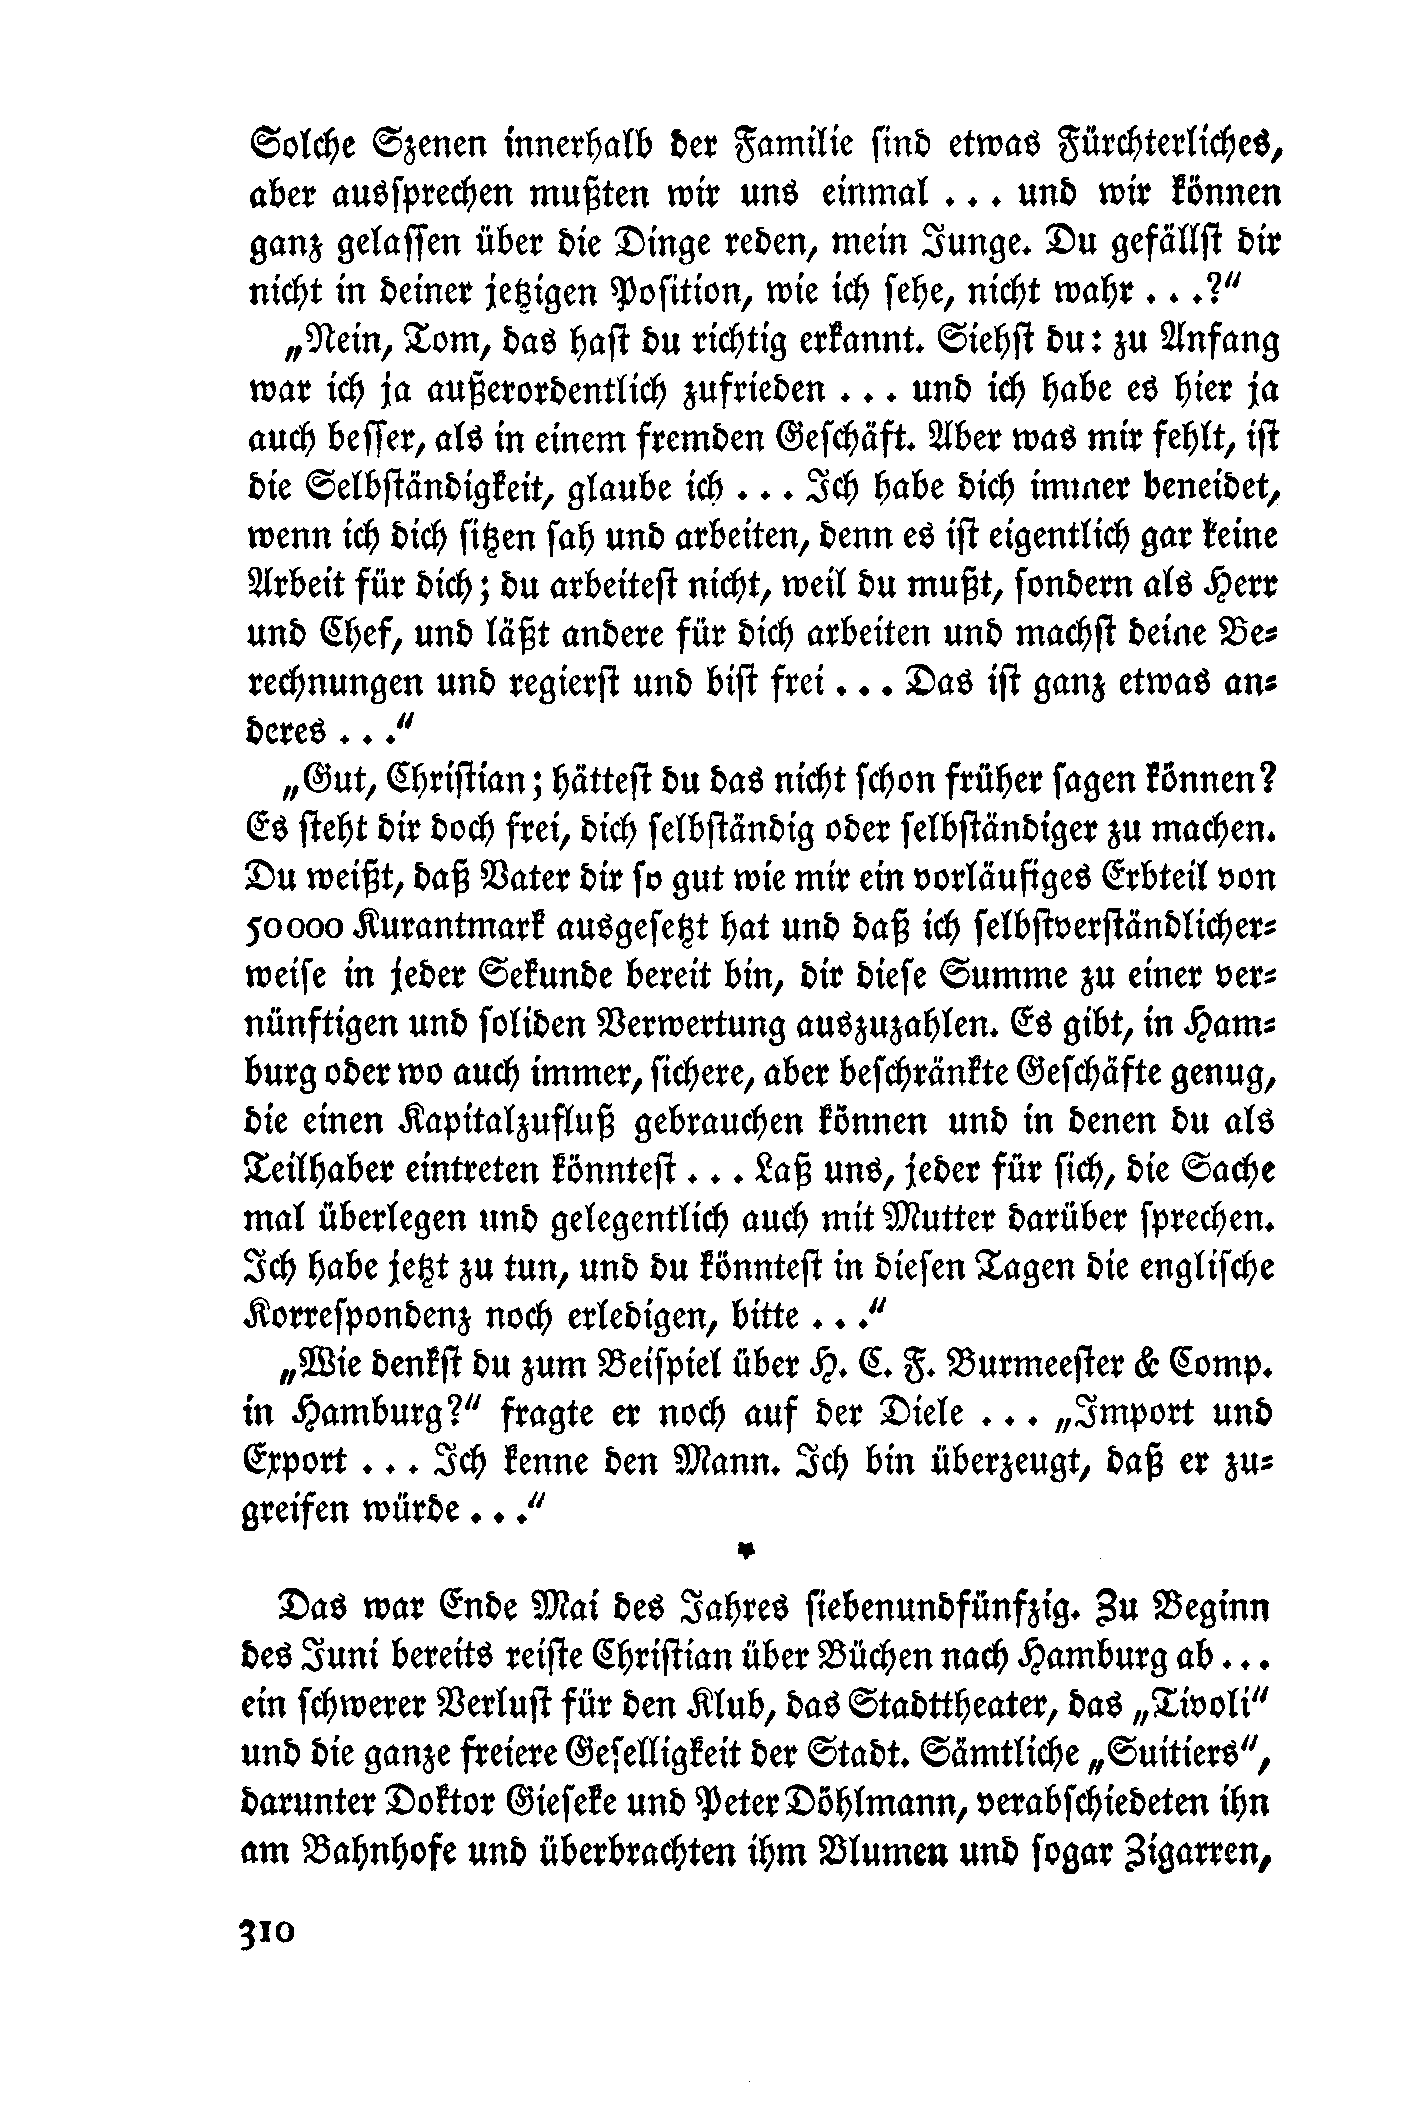 Solche Szenen innerhalb der Familie sind etwas Fürchterliches,
aber aussprechen mußten wir uns einmal . . . und wir können
ganz gelassen über die Dinge reden, mein Junge. Du gefällst dir
nicht in deiner jetzigen Position, wie ich sehe, nicht wahr . . .?“
„Nein, Tom, das hast du richtig erkannt. Siehst du: zu Anfang
war ich ja außerordentlich zufrieden . . . und ich habe es hier ja
auch besser, als in einem fremden Geschäft. Aber was mir fehlt, ist
die Selbständigkeit, glaube ich . . . Ich habe dich immer beneidet,
wenn ich dich sitzen sah und arbeiten, denn es ist eigentlich gar keine
Arbeit für dich; du arbeitest nicht, weil du mußt, sondern als Herr
und Chef, und läßt andere für dich arbeiten und machst deine Be-
rechnungen und regierst und bist frei . . . Das ist ganz etwas an-
deres . . .“
„Gut, Christian; hättest du das nicht schon früher sagen können?
Es steht dir doch frei, dich selbständig oder selbständiger zu machen.
Du weißt, daß Vater dir so gut wie mir ein vorläufiges Erbteil von
50000 Kurantmark ausgesetzt hat und daß ich selbstverständlicher-
weise in jeder Sekunde bereit bin, dir diese Summe zu einer ver-
nünftigen und soliden Verwertung auszuzahlen. Es gibt, in Ham-
burg oder wo auch immer, sichere, aber beschränkte Geschäfte genug,
die einen Kapitalzufluß gebrauchen können und in denen du als
Teilhaber eintreten könntest . . . Laß uns, jeder für sich, die Sache
mal überlegen und gelegentlich auch mit Mutter darüber sprechen.
Ich habe jetzt zu tun, und du könntest in diesen Tagen die englische
Korrespondenz noch erledigen, bitte . . .“
„Wie denkst du zum Beispiel über H. C. F. Burmeester & Comp.
in Hamburg?“ fragte er noch auf der Diele . . . „Import und
Export . . . Ich kenne den Mann. Ich bin überzeugt, daß er zu-
greifen würde . . .“
*
Das war Ende Mai des Jahres siebenundfünfzig. Zu Beginn
des Juni bereits reiste Christian über Büchen nach Hamburg ab . . .
ein schwerer Verlust für den Klub, das Stadttheater, das „Tivoli“
und die ganze freiere Geselligkeit der Stadt. Sämtliche „Suitiers“,
darunter Doktor Gieseke und Peter Döhlmann, verabschiedeten ihn
am Bahnhofe und überbrachten ihm Blumen und sogar Zigarren,
310